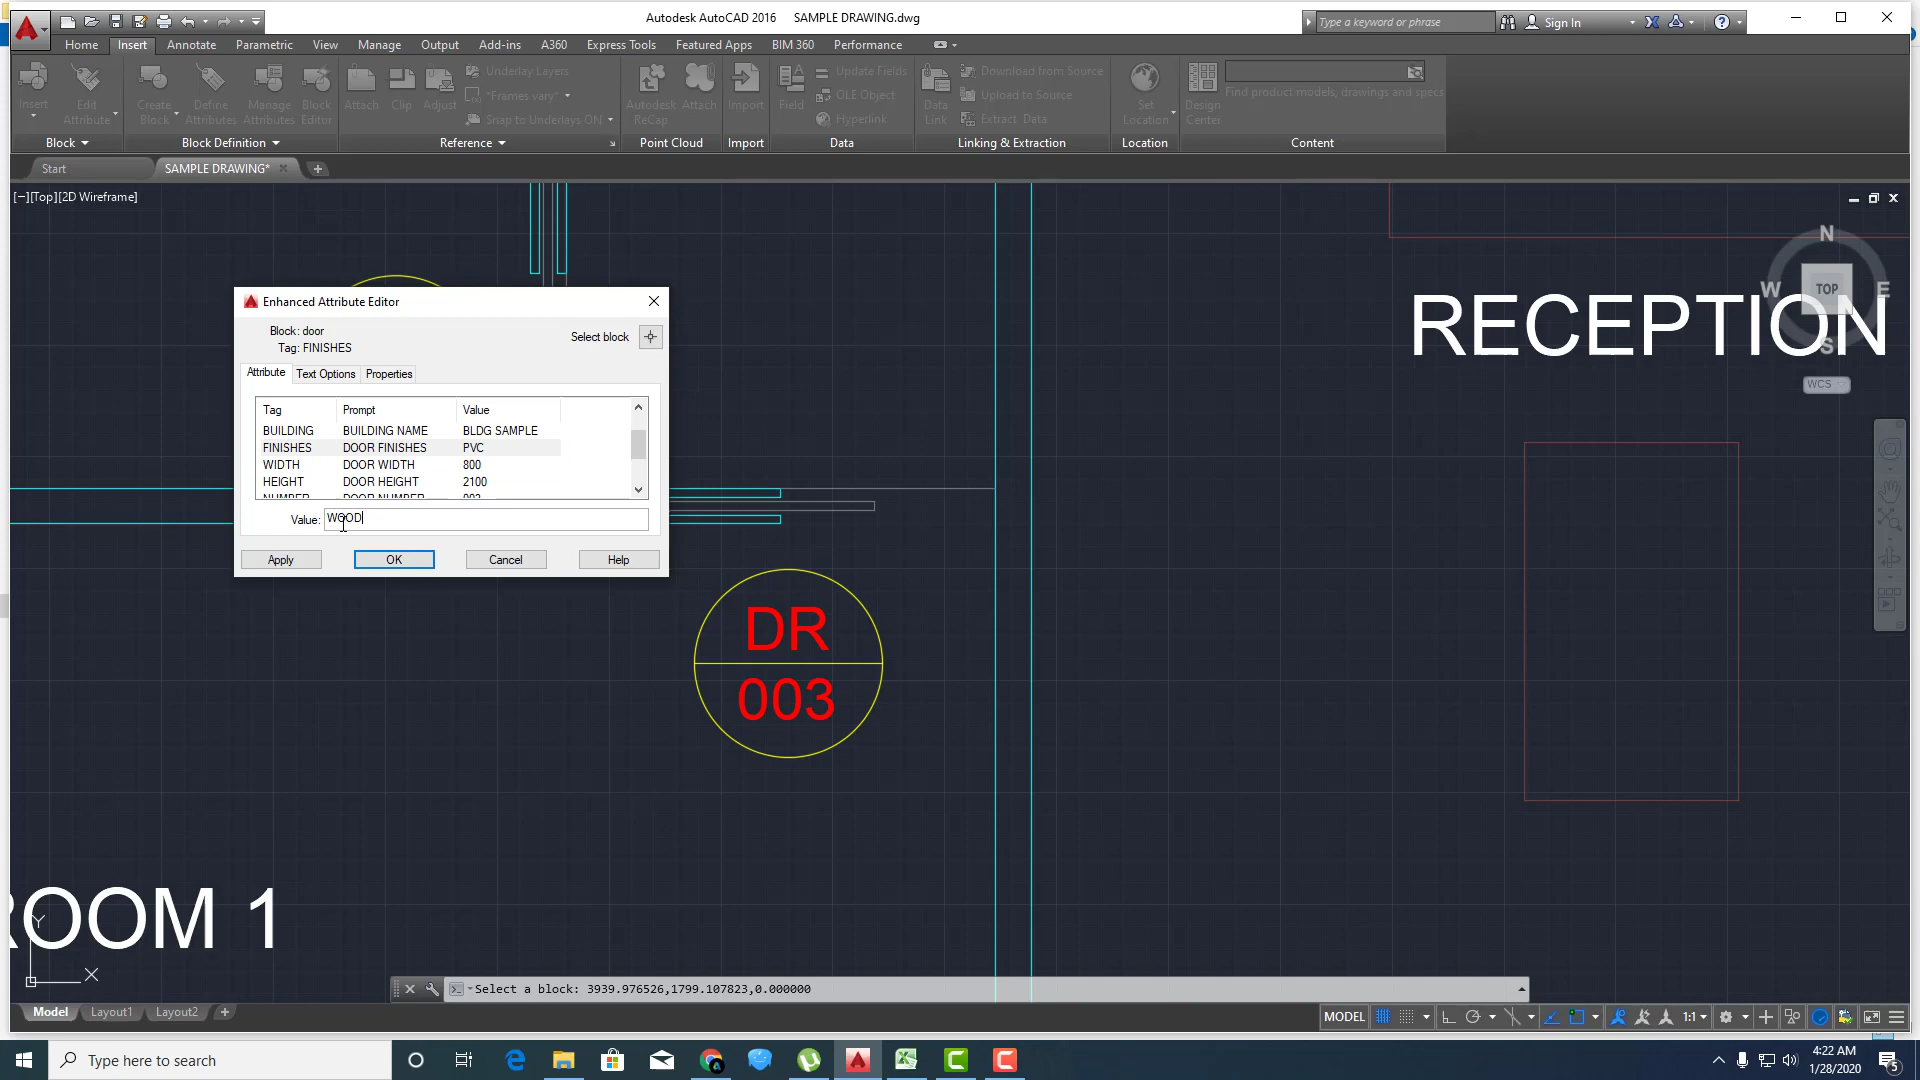 Autodesk AutoCAD 2016 SAMPLE DRAWING.dwg
Type a keyword or phrase
Sign In
Home Insert Annotate Parametric View Manage Output Add-ins A360 Express Tools Featured Apps BIM 360 Performance
Insert
Edit Attribute
Create Block
Define Attributes
Manage Attributes
Block Editor
Attach
Clip
Adjust
Underlay Layers
*Frames vary*
Snap to Underlays ON
Autodesk ReCap
Attach
Import
Field
Update Fields
OLE Object
Hyperlink
Data Link
Download from Source
Upload to Source
Extract Data
Set Location
Design Center
Find product models, drawings and specs
Block Block Definition Reference Point Cloud Import Data Linking & Extraction Location Content
Start SAMPLE DRAWING*
[−][Top][2D Wireframe]
N
W TOP E
S
WCS
RECEPTION
Enhanced Attribute Editor
Block: door
Tag: FINISHES
Select block
Attribute Text Options Properties
Tag Prompt Value
BUILDING BUILDING NAME BLDG SAMPLE
FINISHES DOOR FINISHES PVC
WIDTH DOOR WIDTH 800
HEIGHT DOOR HEIGHT 2100
NUMBER DOOR NUMBER 003
Value: WOOD
Apply OK Cancel Help
DR
003
ROOM 1
Y
X
Select a block: 3939.976526,1799.107823,0.000000
Model Layout1 Layout2
MODEL 1:1
Type here to search
4:22 AM
1/28/2020
5